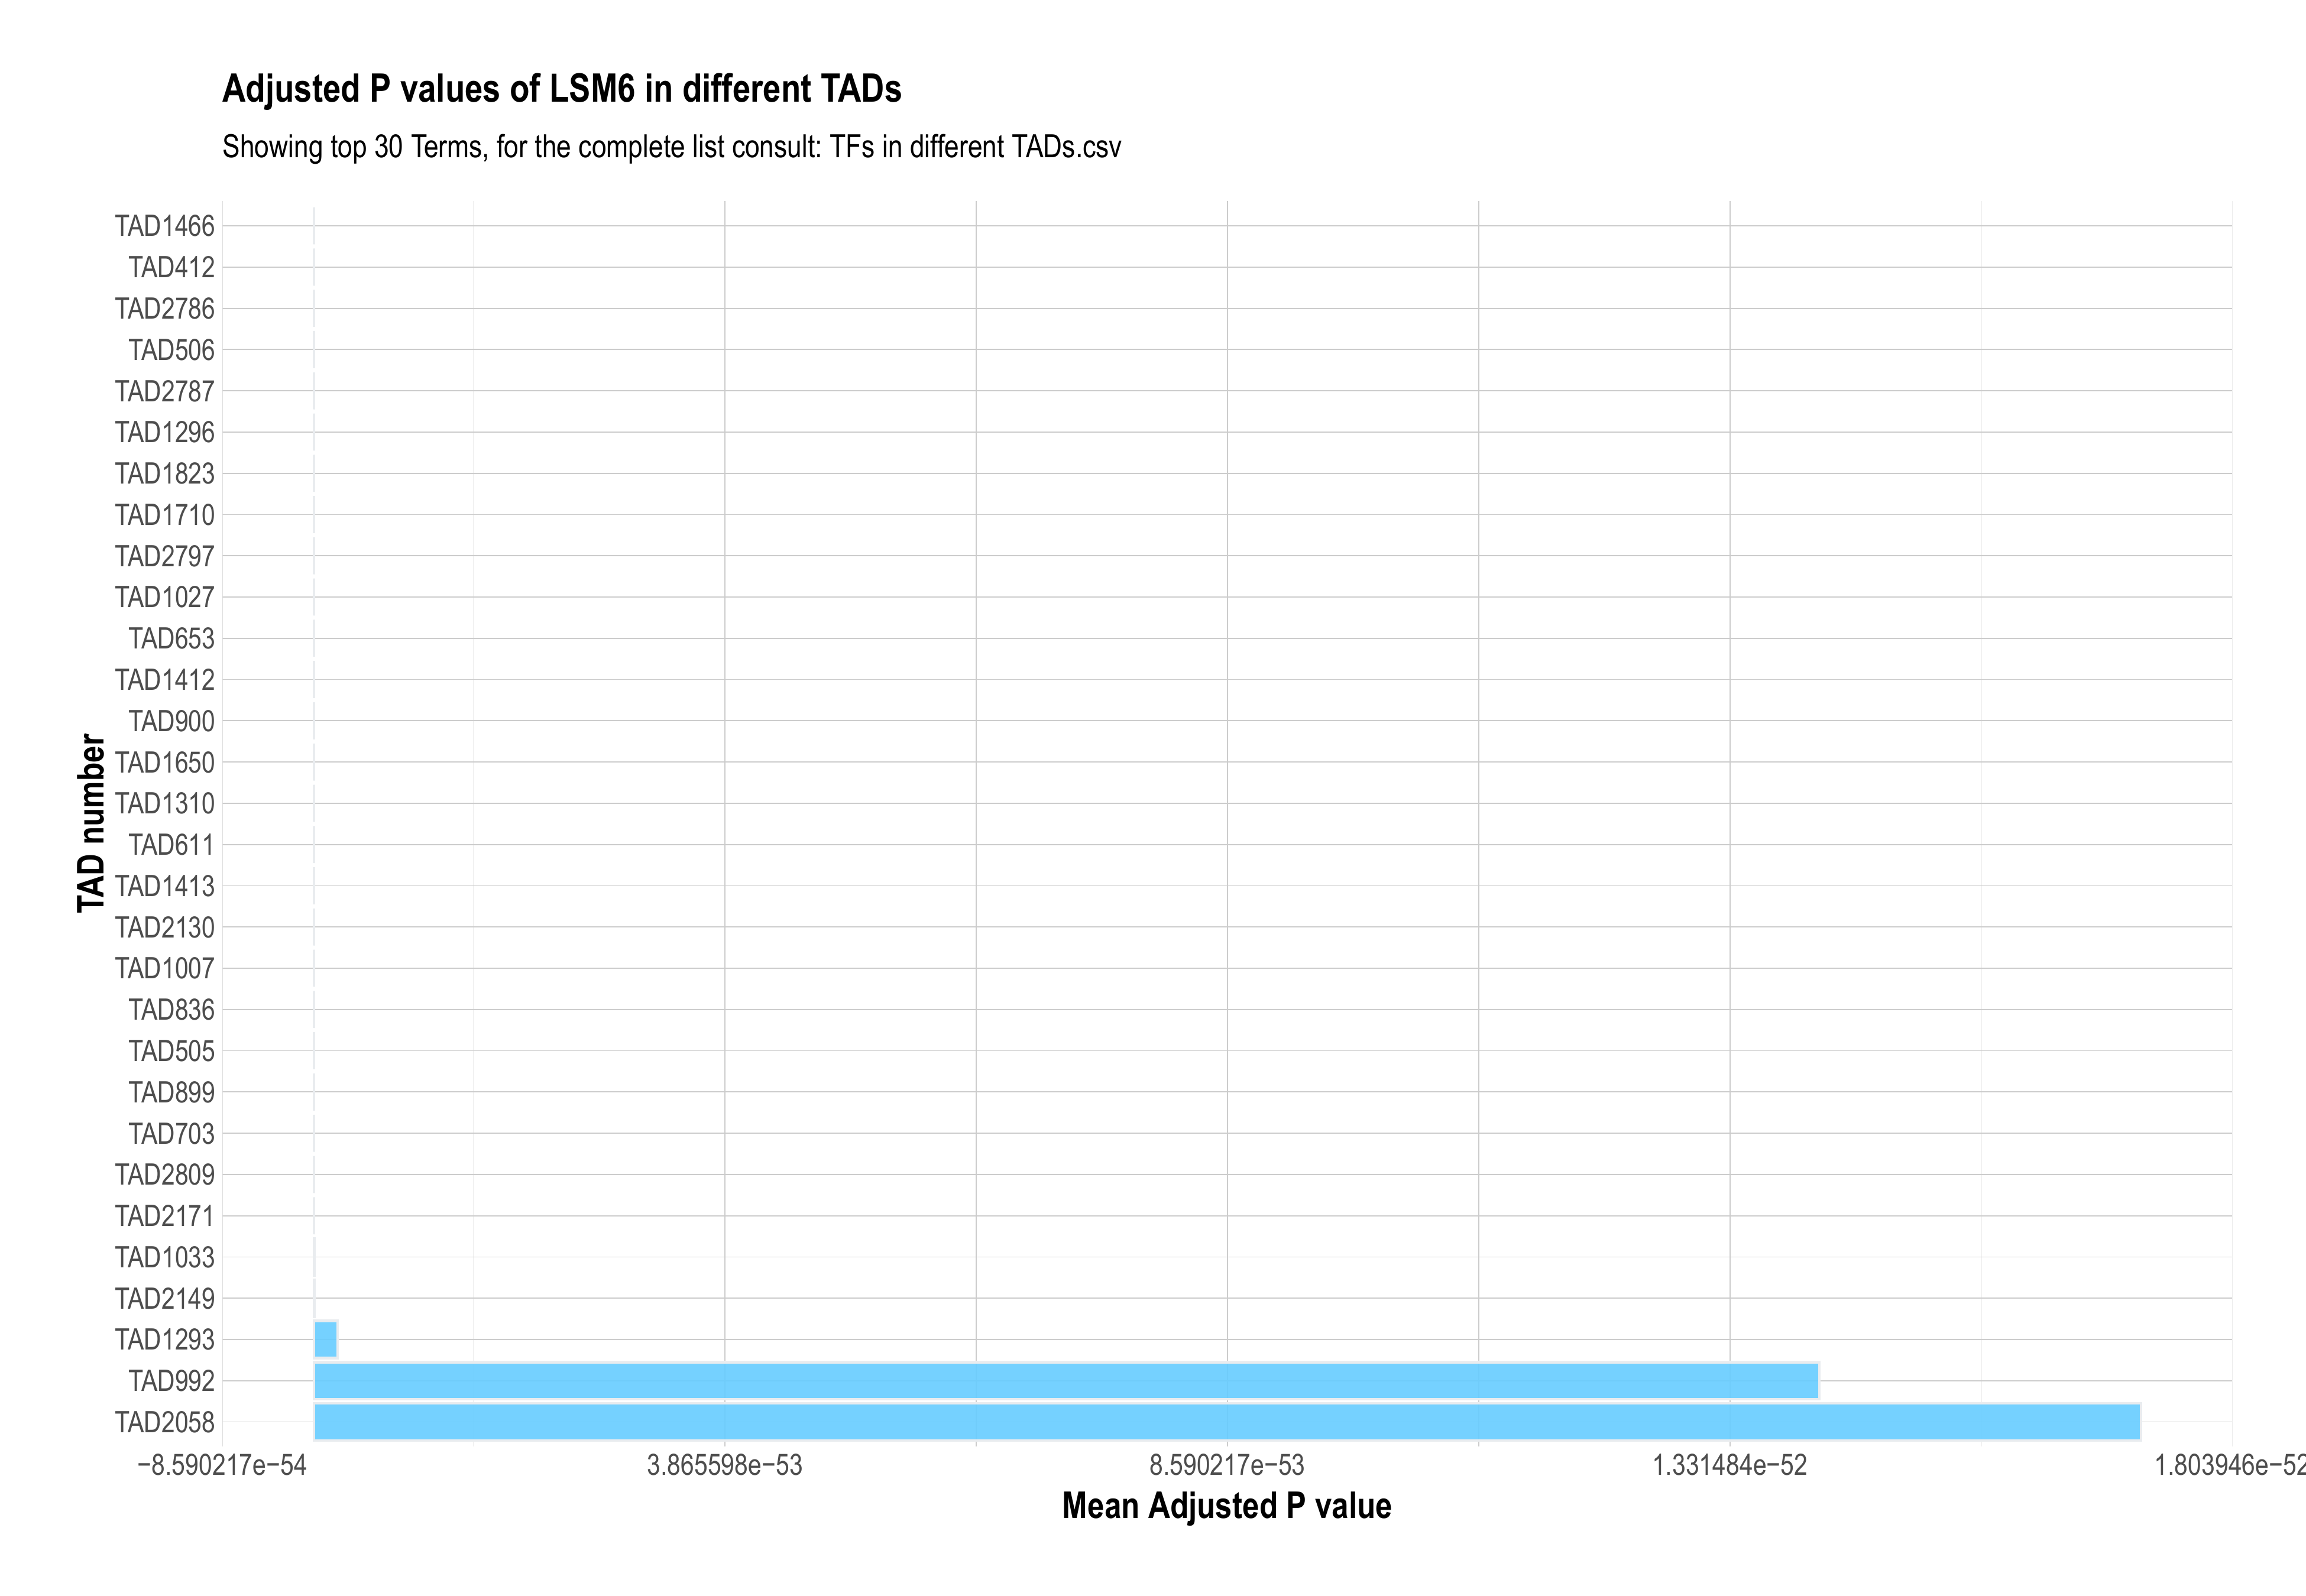 Adjusted P values of LSM6 in different TADs
Showing top 30 Terms, for the complete list consult: TFs in different TADs.csv
TAD number
TAD1466
TAD412
TAD2786
TAD506
TAD2787
TAD1296
TAD1823
TAD1710
TAD2797
TAD1027
TAD653
TAD1412
TAD900
TAD1650
TAD1310
TAD611
TAD1413
TAD2130
TAD1007
TAD836
TAD505
TAD899
TAD703
TAD2809
TAD2171
TAD1033
TAD2149
TAD1293
TAD992
TAD2058
−8.590217e−54 3.865598e−53 8.590217e−53 1.331484e−52 1.803946e−52
Mean Adjusted P value